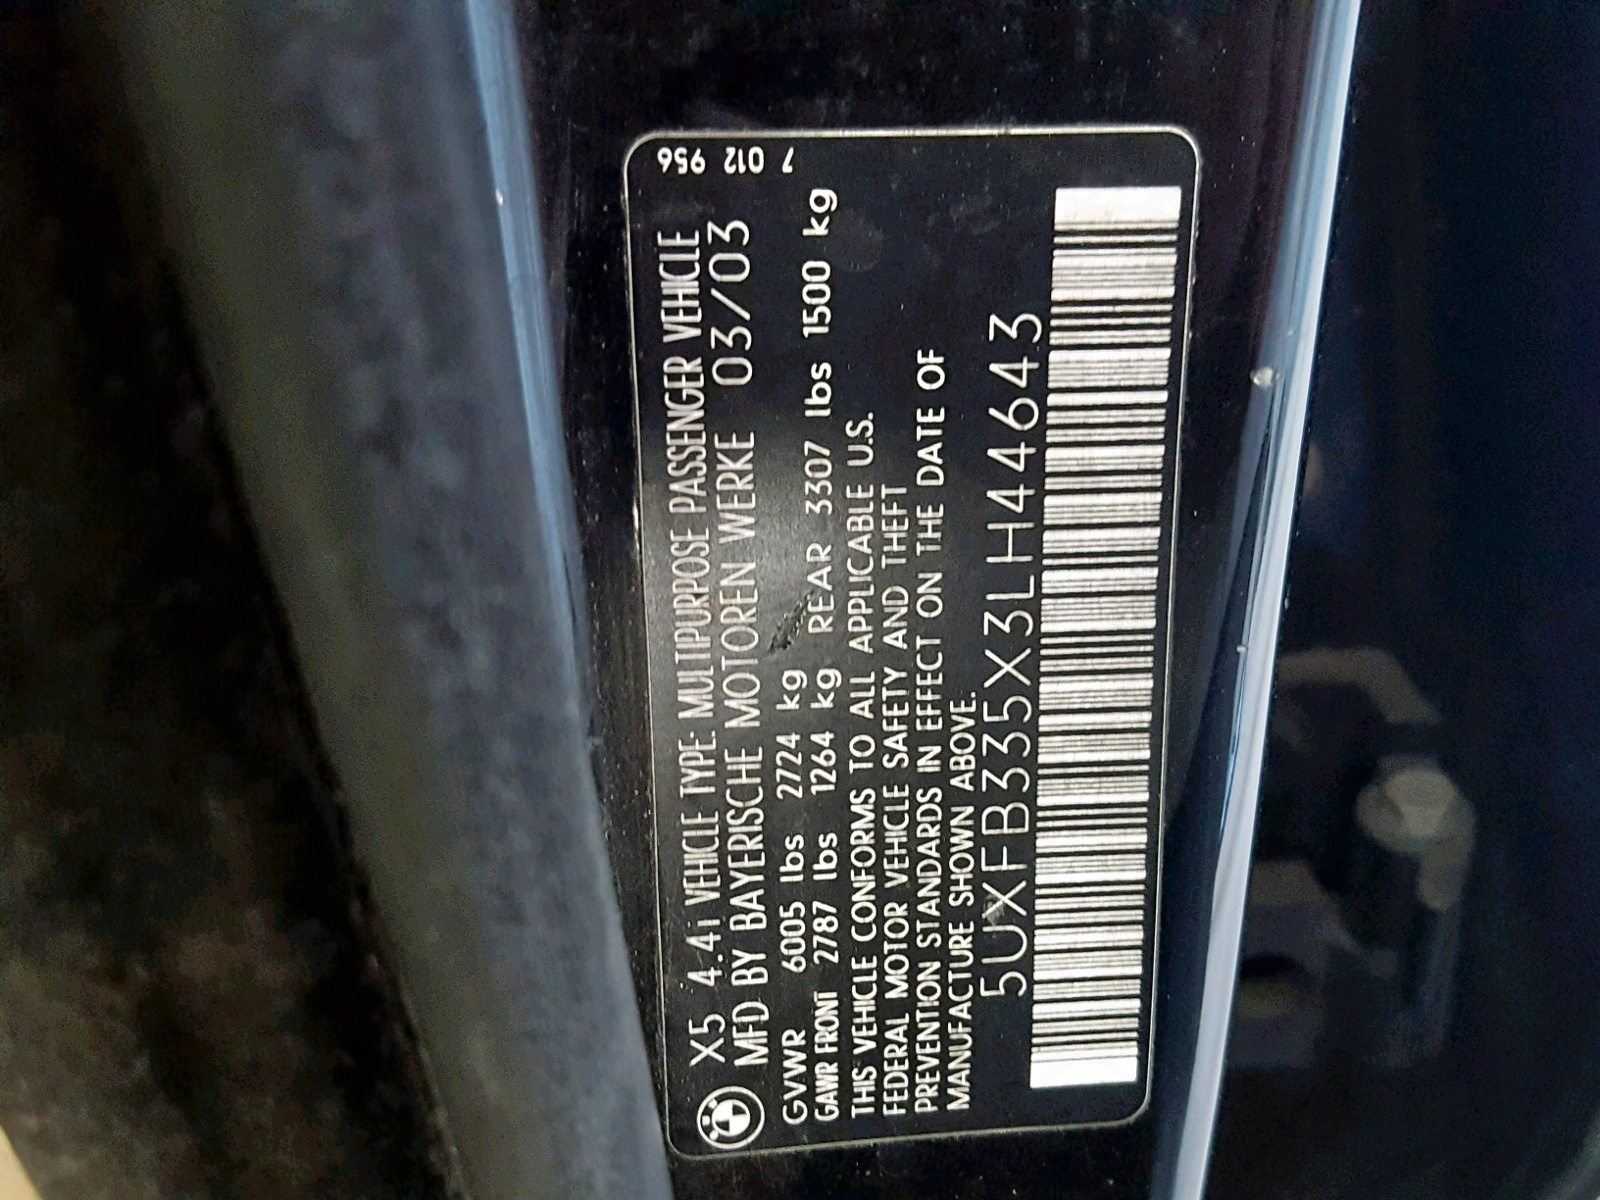 7 012 956
X5 4.4i VEHICLE TYPE: MULTIPURPOSE PASSENGER VEHICLE
MFD BY BAYERISCHE MOTOREN WERKE 03/03
GVWR 6005 lbs 2724 kg
GAWR FRONT 2787 lbs 1264 kg REAR 3307 lbs 1500 kg
THIS VEHICLE CONFORMS TO ALL APPLICABLE U.S.
FEDERAL MOTOR VEHICLE SAFETY AND THEFT
PREVENTION STANDARDS IN EFFECT ON THE DATE OF
MANUFACTURE SHOWN ABOVE.
5UXFB335X3LH44643